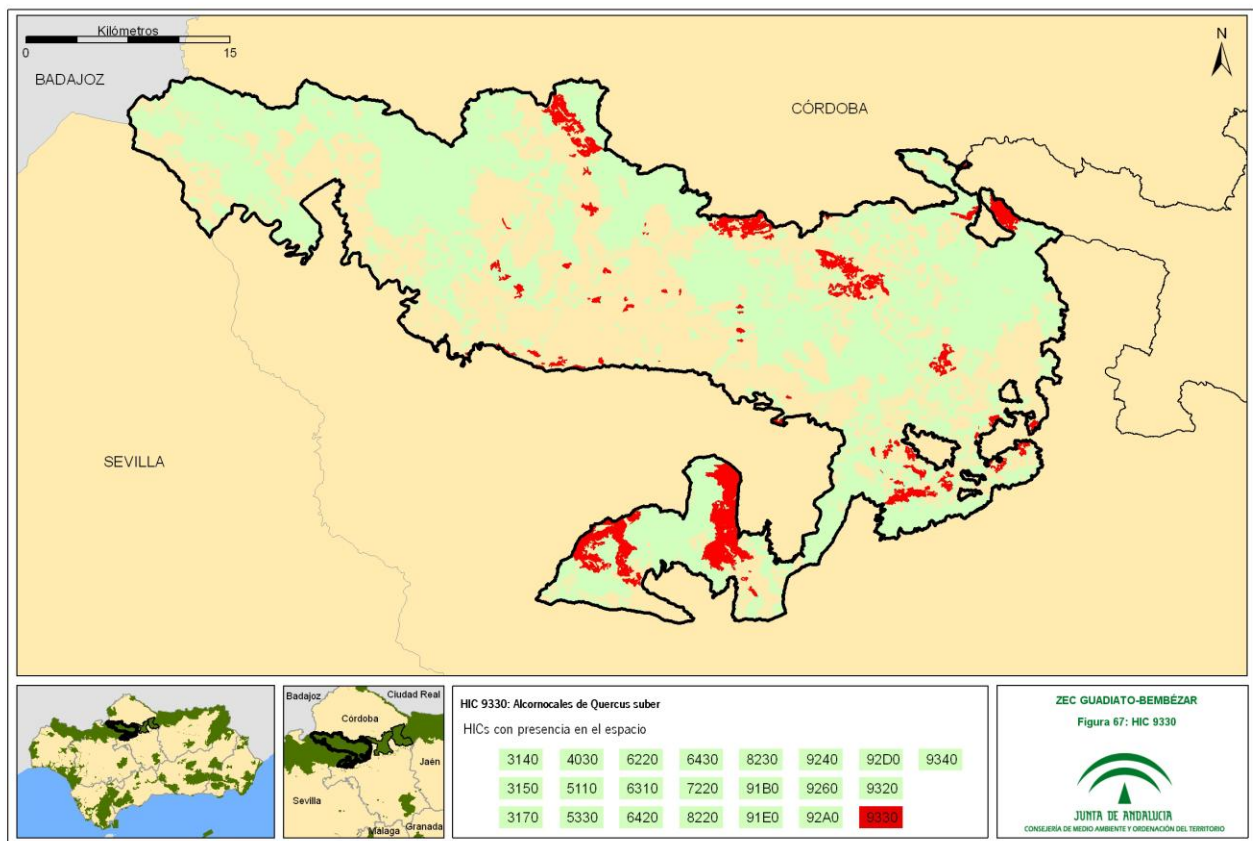 Kilómetros
0 15
N
BADAJOZ
CÓRDOBA
SEVILLA
Badajoz
Ciudad Real
Córdoba
Jaén
Sevilla
Málaga
Granada
HIC 9330: Alcornocales de Quercus suber
HICs con presencia en el espacio
3140 4030 6220 6430 8230 9240 92D0 9340
3150 5110 6310 7220 91B0 9260 9320
3170 5330 6420 8220 91E0 92A0 9330
ZEC GUADIATO-BEMBÉZAR
Figura 67: HIC 9330
JUNTA DE ANDALUCIA
CONSEJERÍA DE MEDIO AMBIENTE Y ORDENACIÓN DEL TERRITORIO